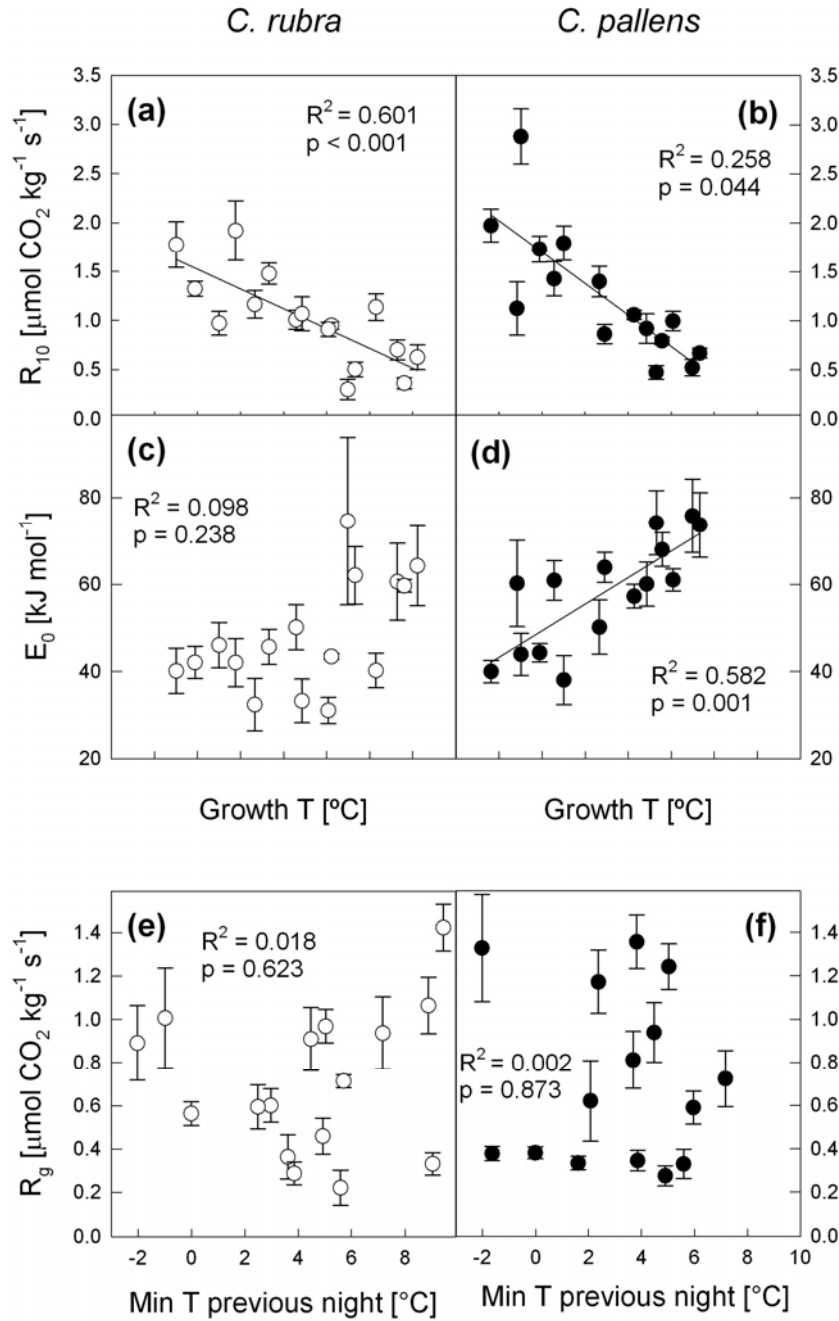 C. rubra
C. pallens
3.5
3.0
2.5
2.0
1.5
1.0
0.5
0.0
R10 [µmol CO2 kg-1 s-1]
(a)
R2 = 0.601
p < 0.001
(b)
R2 = 0.258
p = 0.044
3.5
3.0
2.5
2.0
1.5
1.0
0.5
0.0
80
60
40
20
E0 [kJ mol-1]
(c)
R2 = 0.098
p = 0.238
(d)
R2 = 0.582
p = 0.001
80
60
40
20
Growth T [ºC]
Growth T [ºC]
1.4
1.2
1.0
0.8
0.6
0.4
0.2
0.0
Rg [µmol CO2 kg-1 s-1]
(e)
R2 = 0.018
p = 0.623
(f)
R2 = 0.002
p = 0.873
1.4
1.2
1.0
0.8
0.6
0.4
0.2
0.0
-2 0 2 4 6 8
-2 0 2 4 6 8 10
Min T previous night [°C]
Min T previous night [°C]